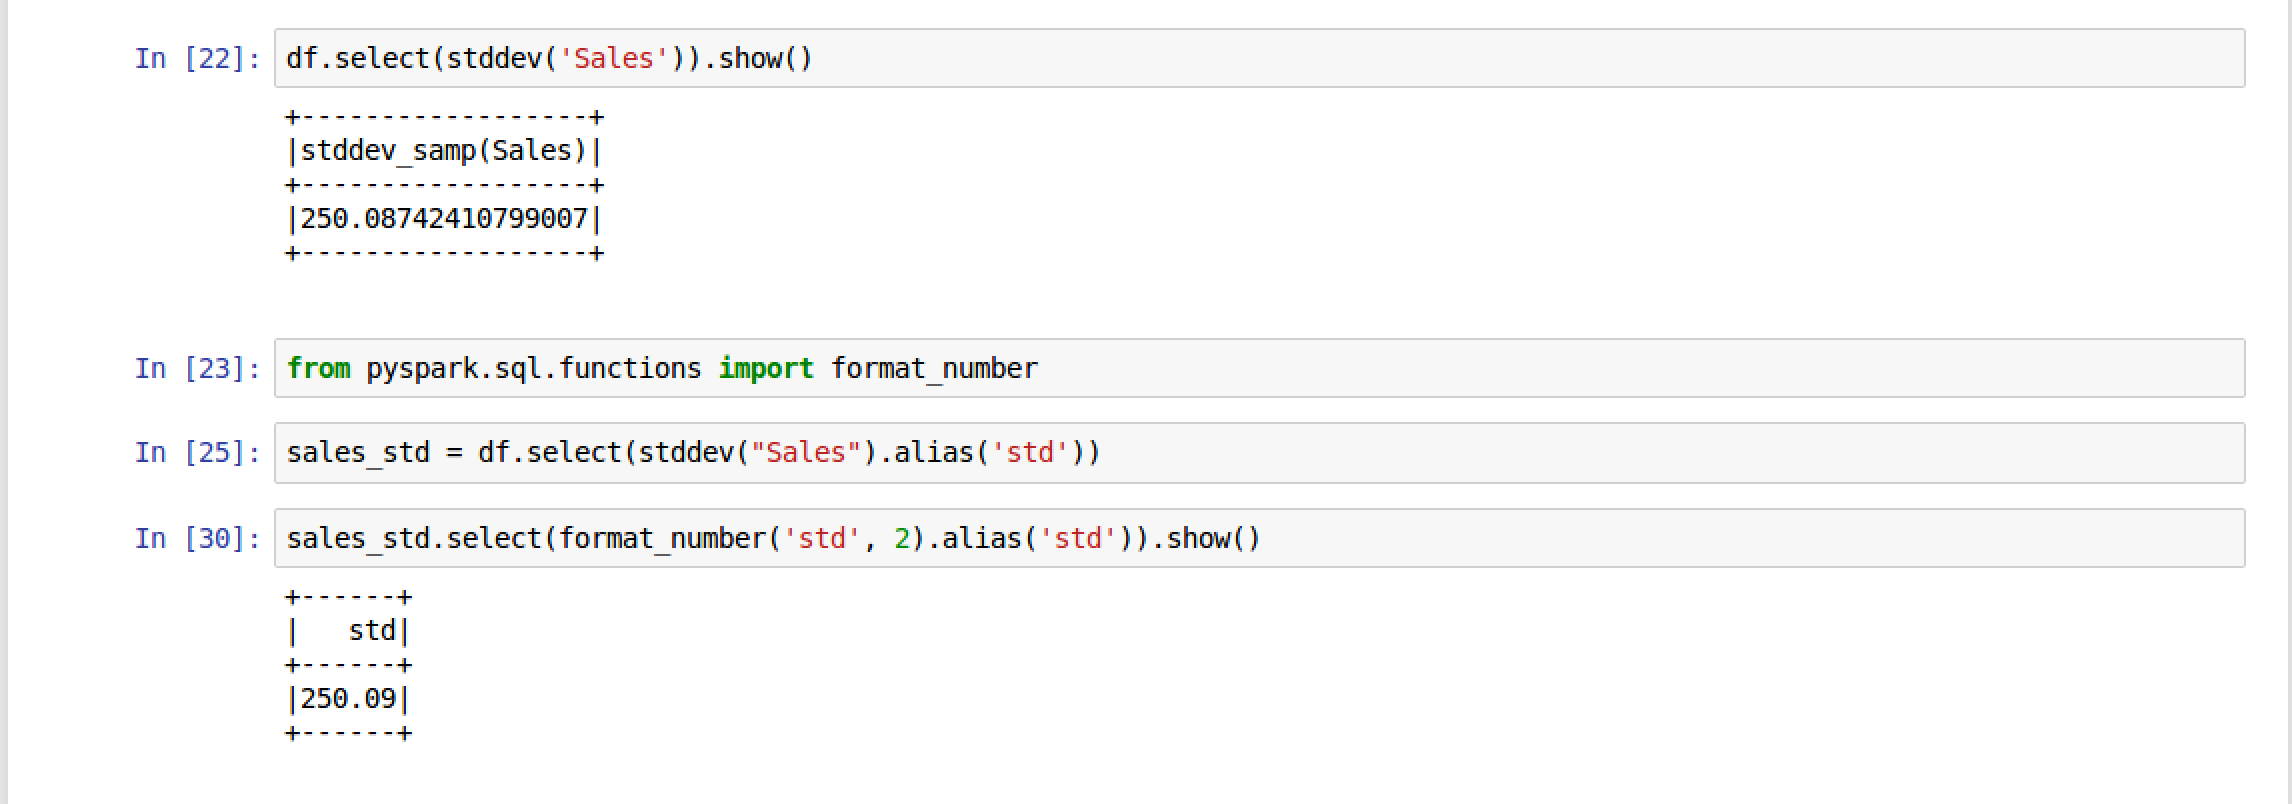 In [22]: df.select(stddev('Sales')).show()
+------------------+
|stddev_samp(Sales)|
+------------------+
|250.08742410799007|
+------------------+
In [23]: from pyspark.sql.functions import format_number
In [25]: sales_std = df.select(stddev("Sales").alias('std'))
In [30]: sales_std.select(format_number('std', 2).alias('std')).show()
+------+
|   std|
+------+
|250.09|
+------+